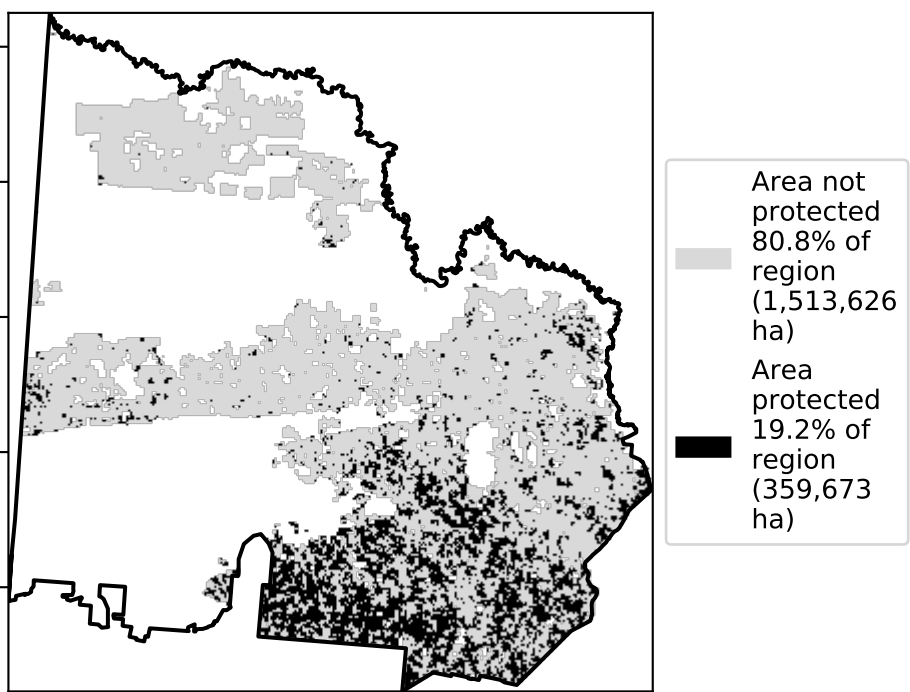 Area not
protected
80.8% of
region
(1,513,626
ha)
Area
protected
19.2% of
region
(359,673
ha)